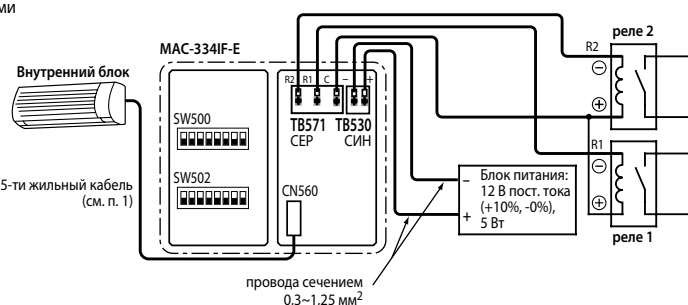 ми
MAC-334IF-E
Внутренний блок
SW500
SW502
5-ти жильный кабель
(см. п. 1)
R2 R1 C – +
TB571 TB530
СЕР СИН
CN560
реле 2
R2
–
+
R1
–
+
реле 1
– Блок питания:
12 В пост. тока
+ (+10%, -0%),
5 Вт
провода сечением
0,3~1,25 мм²